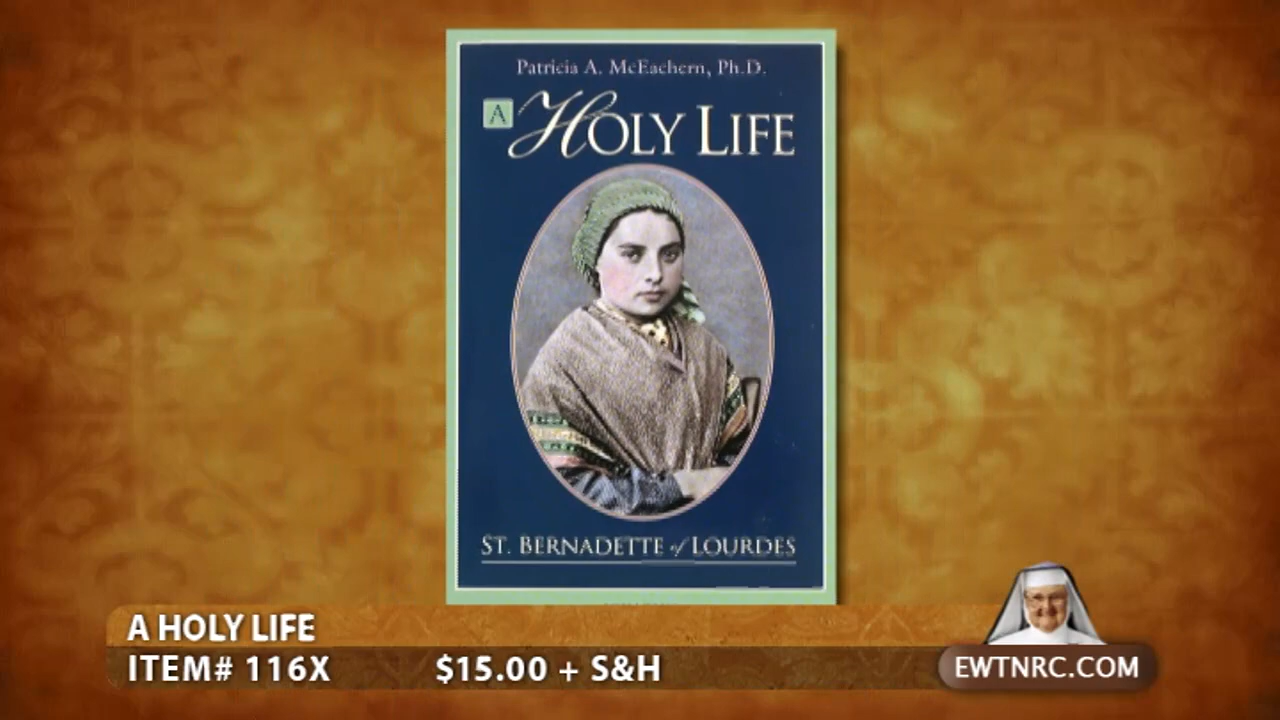 Patricia A. McEachern, Ph.D.
A HOLY LIFE
ST. BERNADETTE of LOURDES
A HOLY LIFE
ITEM# 116X $15.00 + S&H
EWTNRC.COM